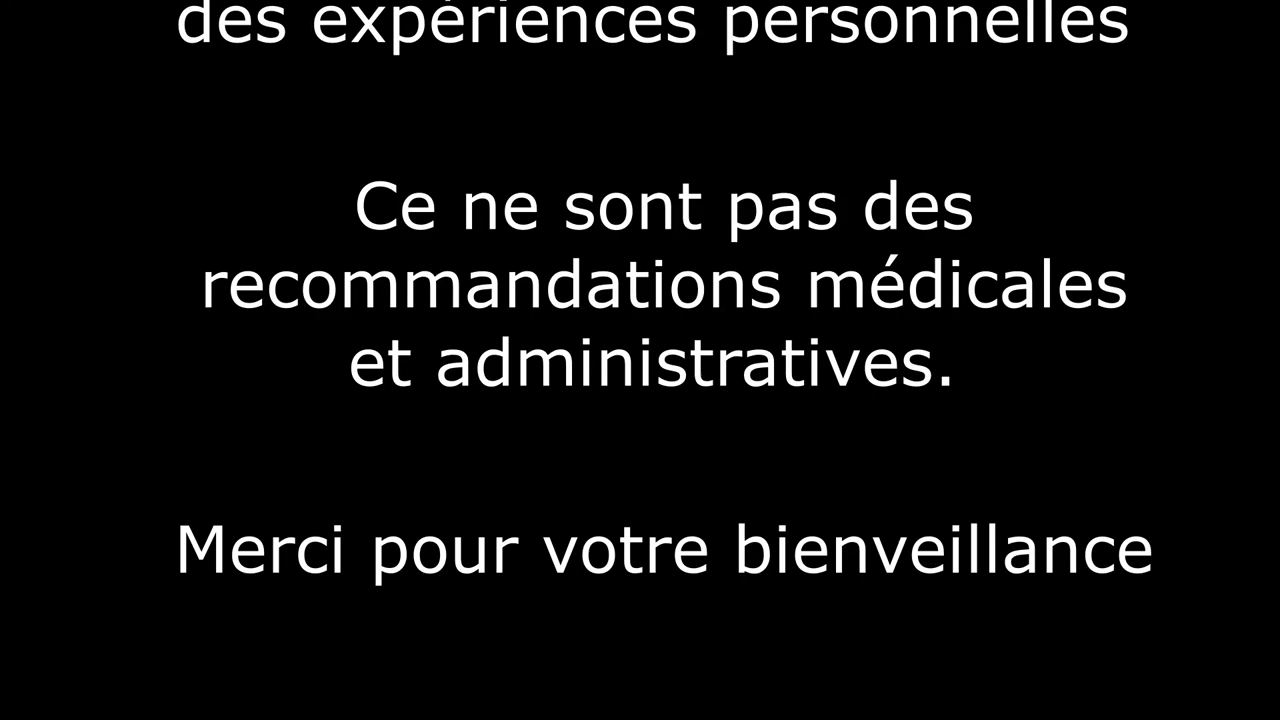 des expériences personnelles
Ce ne sont pas des
recommandations médicales
et administratives.
Merci pour votre bienveillance